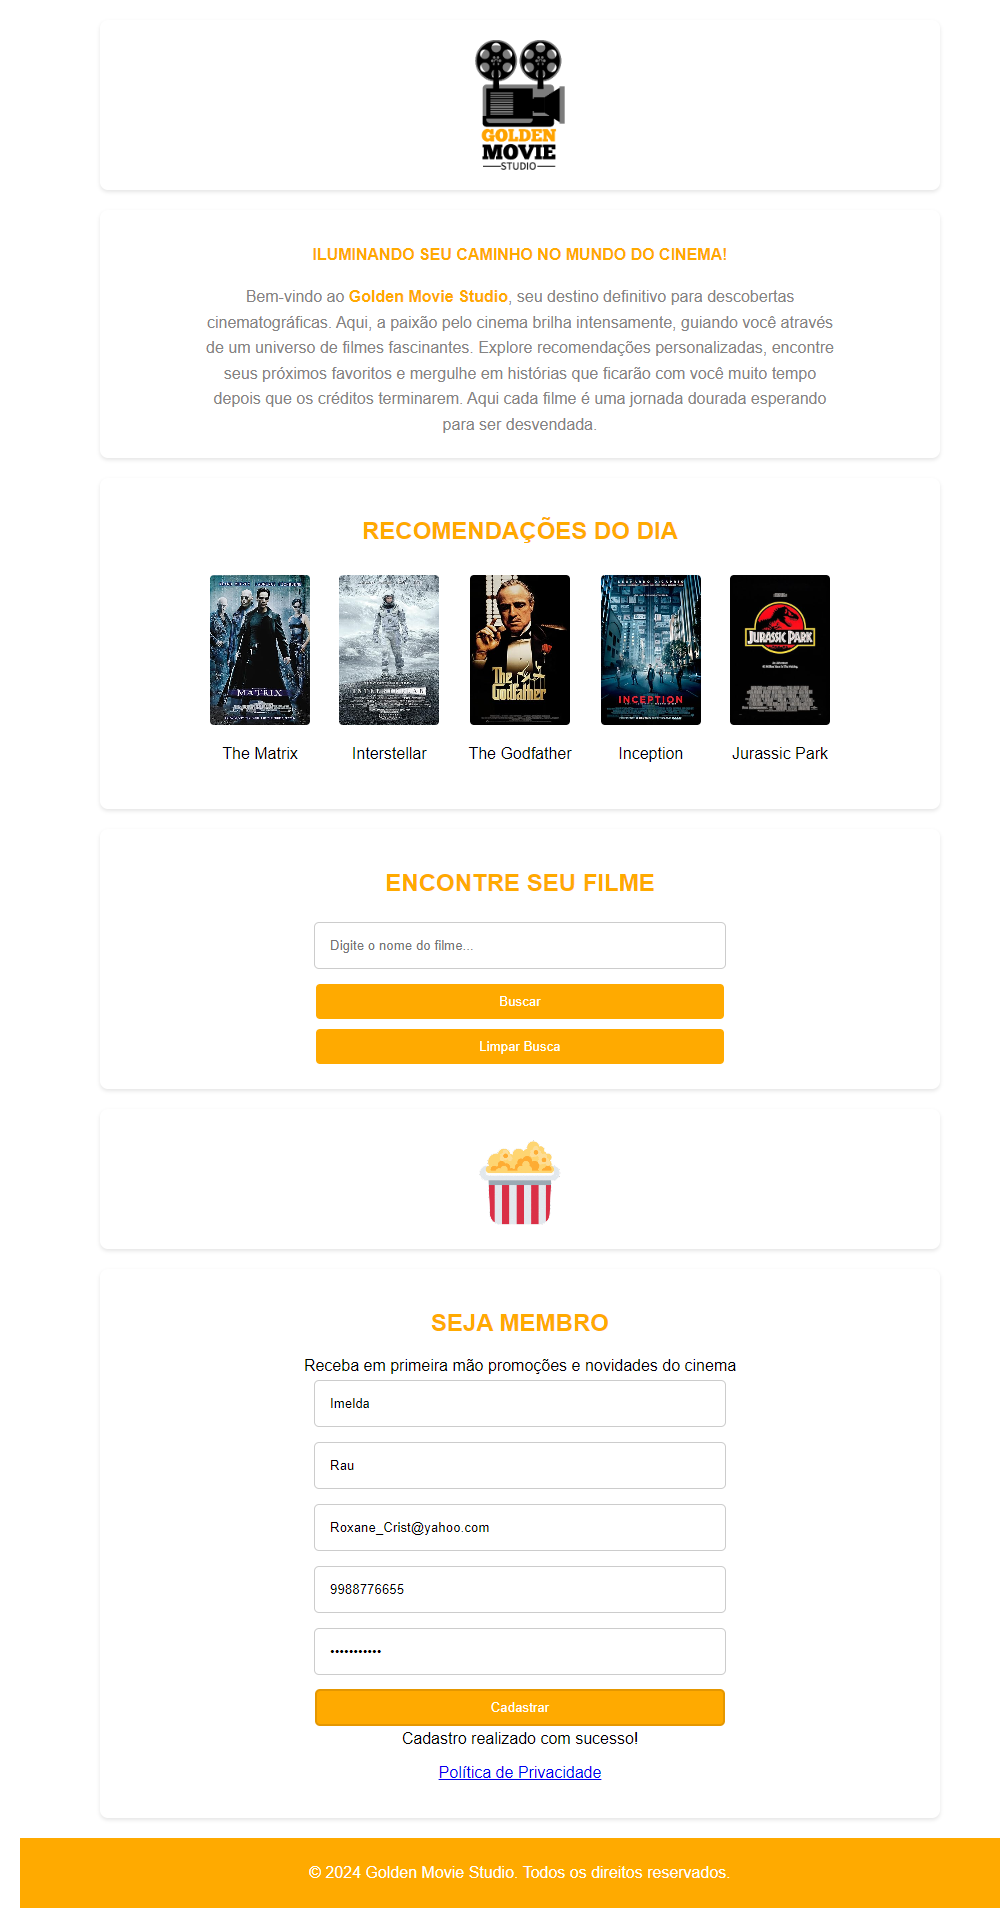 GOLDEN
MOVIE
STUDIO
ILUMINANDO SEU CAMINHO NO MUNDO DO CINEMA!
Bem-vindo ao Golden Movie Studio, seu destino definitivo para descobertas
cinematográficas. Aqui, a paixão pelo cinema brilha intensamente, guiando você através
de um universo de filmes fascinantes. Explore recomendações personalizadas, encontre
seus próximos favoritos e mergulhe em histórias que ficarão com você muito tempo
depois que os créditos terminarem. Aqui cada filme é uma jornada dourada esperando
para ser desvendada.
RECOMENDAÇÕES DO DIA
MATRIX
INTERSTELLAR
The
Godfather
INCEPTION
JURASSIC PARK
The Matrix
Interstellar
The Godfather
Inception
Jurassic Park
ENCONTRE SEU FILME
Digite o nome do filme...
Buscar
Limpar Busca
SEJA MEMBRO
Receba em primeira mão promoções e novidades do cinema
Imelda
Rau
Roxane_Crist@yahoo.com
9988776655
•••••••••••
Cadastrar
Cadastro realizado com sucesso!
Política de Privacidade
© 2024 Golden Movie Studio. Todos os direitos reservados.